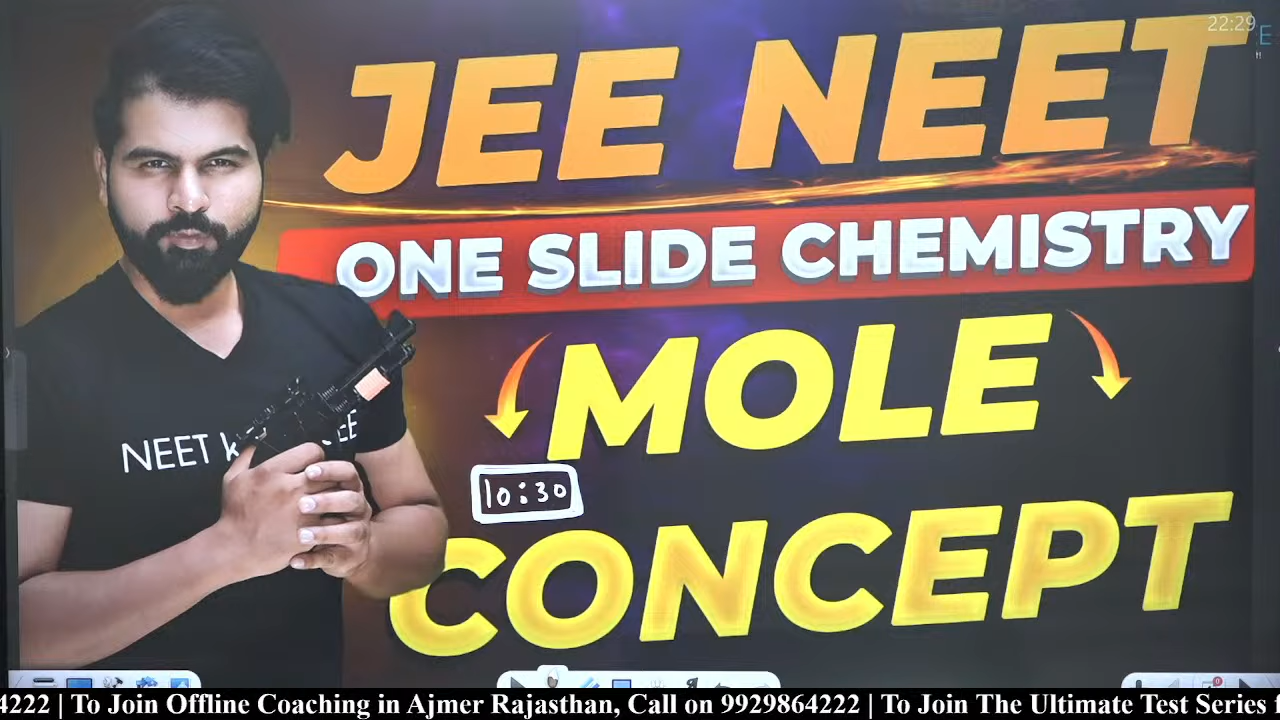 22:29
E
H
JEE NEET
ONE SLIDE CHEMISTRY
MOLE
NEET
EE
10:30
CONCEPT
4222 | To Join Offline Coaching in Ajmer Rajasthan, Call on 9929864222 | To Join The Ultimate Test Series